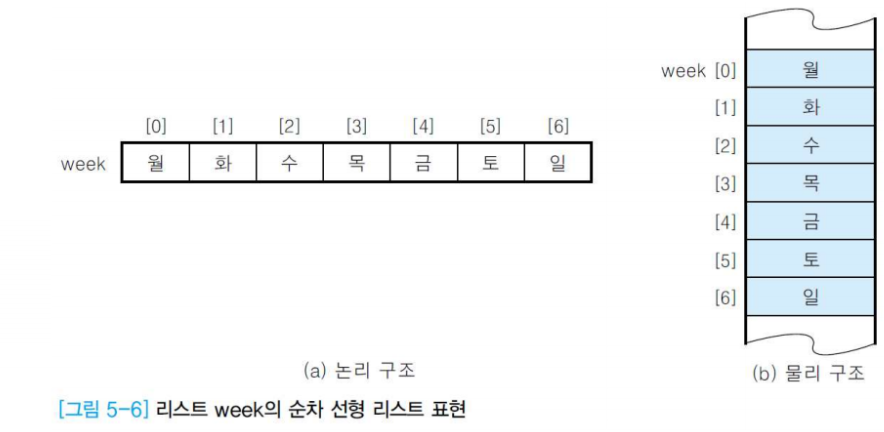 [0] [1] [2] [3] [4] [5] [6]
week 월 화 수 목 금 토 일
(a) 논리 구조
week [0] 월
[1] 화
[2] 수
[3] 목
[4] 금
[5] 토
[6] 일
(b) 물리 구조
[그림 5-6] 리스트 week의 순차 선형 리스트 표현